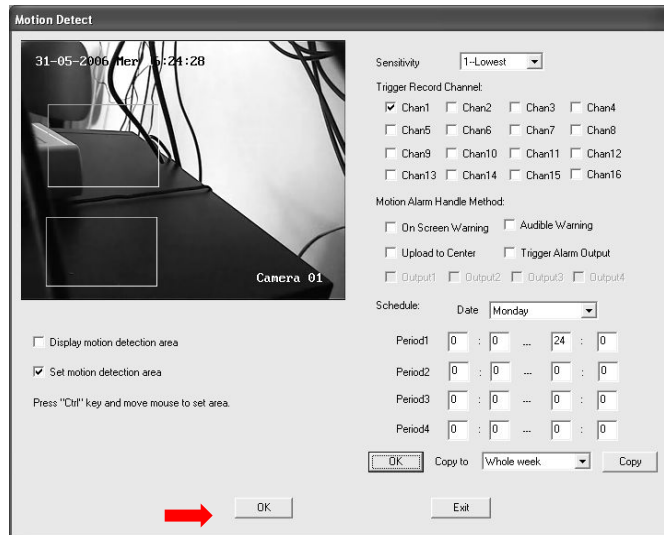 Motion Detect
31-05-2006 Mer 6:24:28
Camera 01
Display motion detection area
Set motion detection area
Press "Ctrl" key and move mouse to set area.
Sensitivity 1--Lowest
Trigger Record Channel:
Chan1 Chan2 Chan3 Chan4
Chan5 Chan6 Chan7 Chan8
Chan9 Chan10 Chan11 Chan12
Chan13 Chan14 Chan15 Chan16
Motion Alarm Handle Method:
On Screen Warning Audible Warning
Upload to Center Trigger Alarm Output
Output1 Output2 Output3 Output4
Schedule: Date Monday
Period1 0 : 0 ... 24 : 0
Period2 0 : 0 ... 0 : 0
Period3 0 : 0 ... 0 : 0
Period4 0 : 0 ... 0 : 0
OK Copy to Whole week Copy
OK Exit